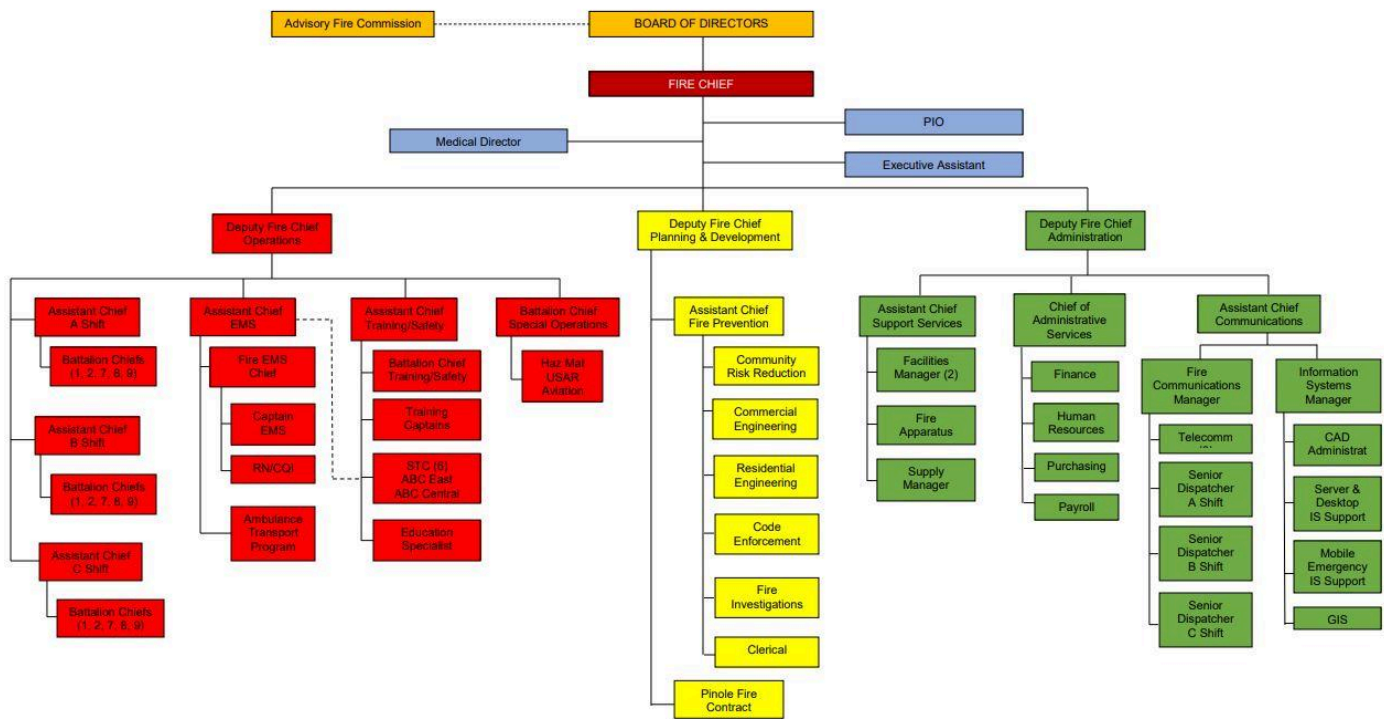 Advisory Fire Commission
BOARD OF DIRECTORS
FIRE CHIEF
PIO
Medical Director
Executive Assistant
Deputy Fire Chief
Operations
Deputy Fire Chief
Planning & Development
Deputy Fire Chief
Administration
Assistant Chief
A Shift
Battalion Chiefs
(1, 2, 7, 8, 9)
Assistant Chief
B Shift
Battalion Chiefs
(1, 2, 7, 8, 9)
Assistant Chief
C Shift
Battalion Chiefs
(1, 2, 7, 8, 9)
Assistant Chief
EMS
Fire EMS
Chief
Captain
EMS
RN/CQI
Ambulance
Transport
Program
Assistant Chief
Training/Safety
Battalion Chief
Training/Safety
Training
Captains
STC (6)
ABC East
ABC Central
Education
Specialist
Battalion Chief
Special Operations
Haz Mat
USAR
Aviation
Assistant Chief
Fire Prevention
Community
Risk Reduction
Commercial
Engineering
Residential
Engineering
Code
Enforcement
Fire
Investigations
Clerical
Pinole Fire
Contract
Assistant Chief
Support Services
Facilities
Manager (2)
Fire
Apparatus
Supply
Manager
Chief of
Administrative
Services
Finance
Human
Resources
Purchasing
Payroll
Assistant Chief
Communications
Fire
Communications
Manager
Telecomm
Senior
Dispatcher
A Shift
Senior
Dispatcher
B Shift
Senior
Dispatcher
C Shift
Information
Systems
Manager
CAD
Administrat
Server &
Desktop
IS Support
Mobile
Emergency
IS Support
GIS